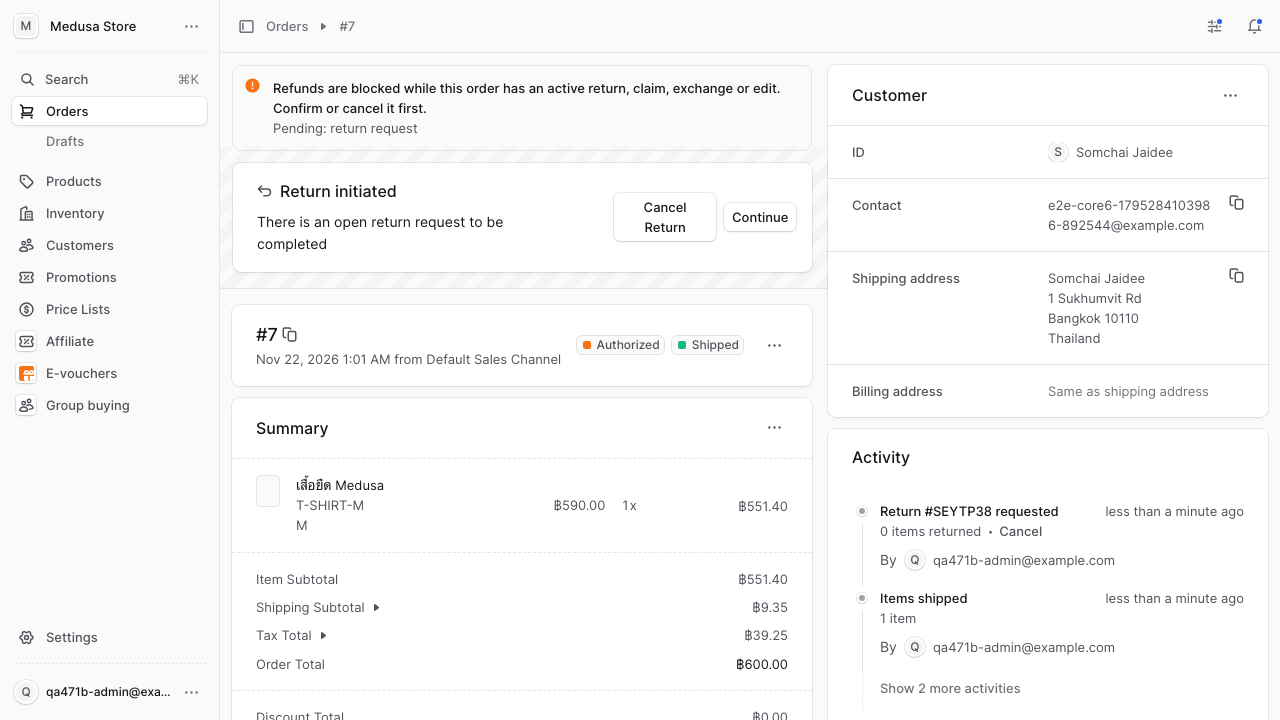 M
Medusa Store
Search
⌘K
Orders
Drafts
Products
Inventory
Customers
Promotions
Price Lists
Affiliate
E-vouchers
Group buying
Settings
Q
qa471b-admin@exa...
Orders
#7
Refunds are blocked while this order has an active return, claim, exchange or edit.
Confirm or cancel it first.
Pending: return request
Return initiated
There is an open return request to be
completed
Cancel
Return
Continue
#7
Nov 22, 2026 1:01 AM from Default Sales Channel
Authorized
Shipped
Summary
เสื้อยืด Medusa
T-SHIRT-M
M
฿590.00
1x
฿551.40
Item Subtotal
฿551.40
Shipping Subtotal
฿9.35
Tax Total
฿39.25
Order Total
฿600.00
Discount Total
฿0.00
Customer
ID
S
Somchai Jaidee
Contact
e2e-core6-179528410398
6-892544@example.com
Shipping address
Somchai Jaidee
1 Sukhumvit Rd
Bangkok 10110
Thailand
Billing address
Same as shipping address
Activity
Return #SEYTP38 requested
less than a minute ago
0 items returned • Cancel
By Q qa471b-admin@example.com
Items shipped
less than a minute ago
1 item
By Q qa471b-admin@example.com
Show 2 more activities